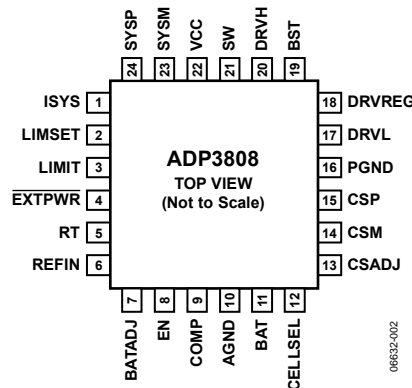 SYSP
SYSM
VCC
SW
DRVH
BST
24
23
22
21
20
19
ISYS 1
LIMSET 2
LIMIT 3
EXTPWR 4
RT 5
REFIN 6
ADP3808
TOP VIEW
(Not to Scale)
18 DRVREG
17 DRVL
16 PGND
15 CSP
14 CSM
13 CSADJ
7
8
9
10
11
12
BATADJ
EN
COMP
AGND
BAT
CELLSEL
06632-002